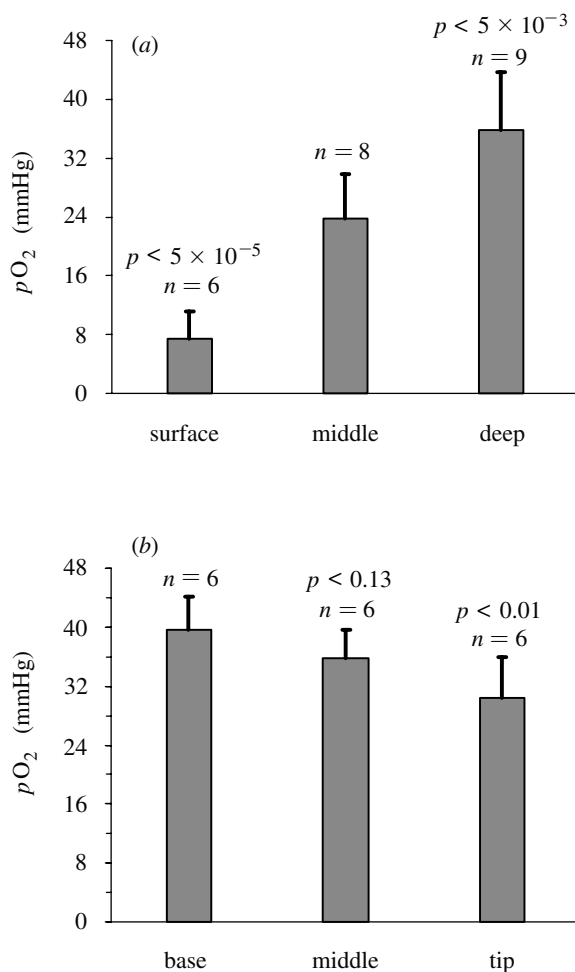 (a)
p < 5 × 10⁻³
n = 9
n = 8
p < 5 × 10⁻⁵
n = 6
pO₂ (mmHg)
48
40
32
24
16
8
0
surface middle deep
(b)
n = 6
p < 0.13
n = 6
p < 0.01
n = 6
pO₂ (mmHg)
48
40
32
24
16
8
0
base middle tip